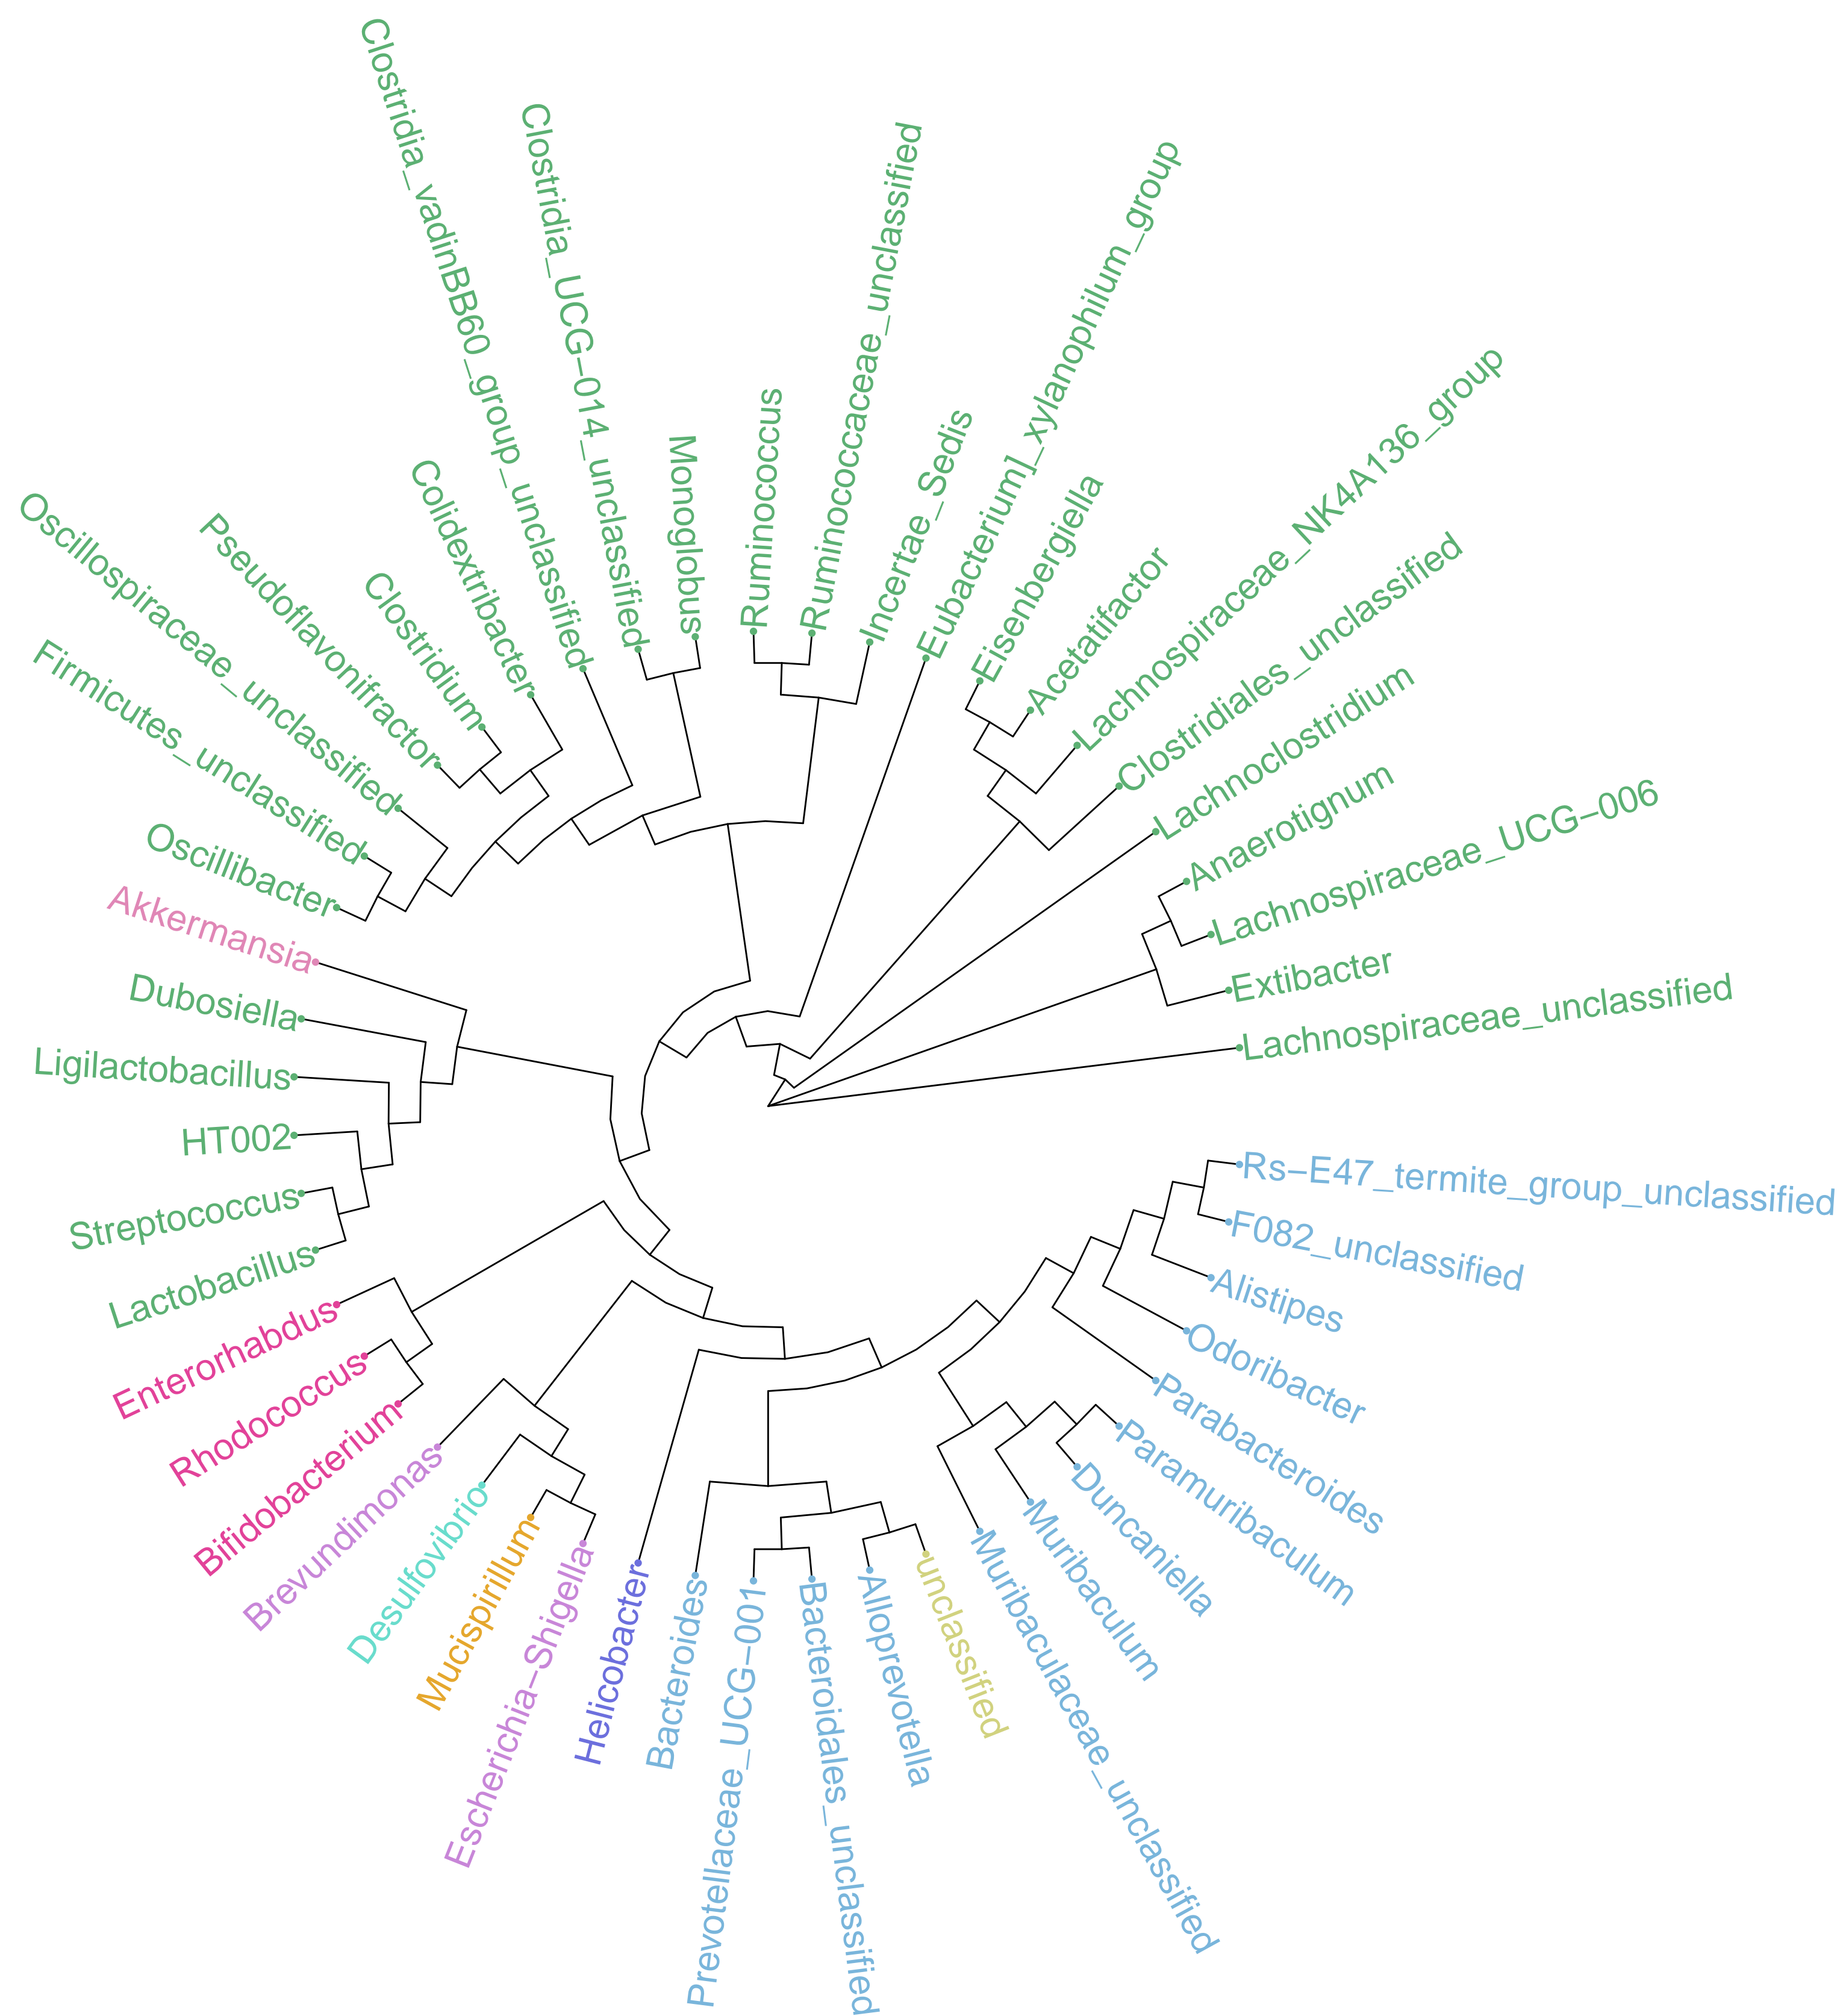 Clostridia_vadinBB60_group_unclassified
Clostridia_UCG−014_unclassified
Monoglobus
Ruminococcus
Ruminococcaceae_unclassified
Incertae_Sedis
Eubacterium]_xylanophilum_group
Eisenbergiella
Acetatifactor
Lachnospiraceae_NK4A136_group
Clostridiales_unclassified
Lachnoclostridium
Anaerotignum
Lachnospiraceae_UCG−006
Extibacter
Lachnospiraceae_unclassified
Rs−E47_termite_group_unclassified
F082_unclassified
Alistipes
Odoribacter
Parabacteroides
Paramuribaculum
Duncaniella
Muribaculum
Muribaculaceae_unclassified
unclassified
Alloprevotella
Bacteroidales_unclassified
Prevotellaceae_UCG−001
Bacteroides
Helicobacter
Escherichia−Shigella
Mucispirillum
Desulfovibrio
Brevundimonas
Bifidobacterium
Rhodococcus
Enterorhabdus
Lactobacillus
Streptococcus
HT002
Ligilactobacillus
Dubosiella
Akkermansia
Oscillibacter
Firmicutes_unclassified
Oscillospiraceae_unclassified
Pseudoflavonifractor
Clostridium
Colidextribacter